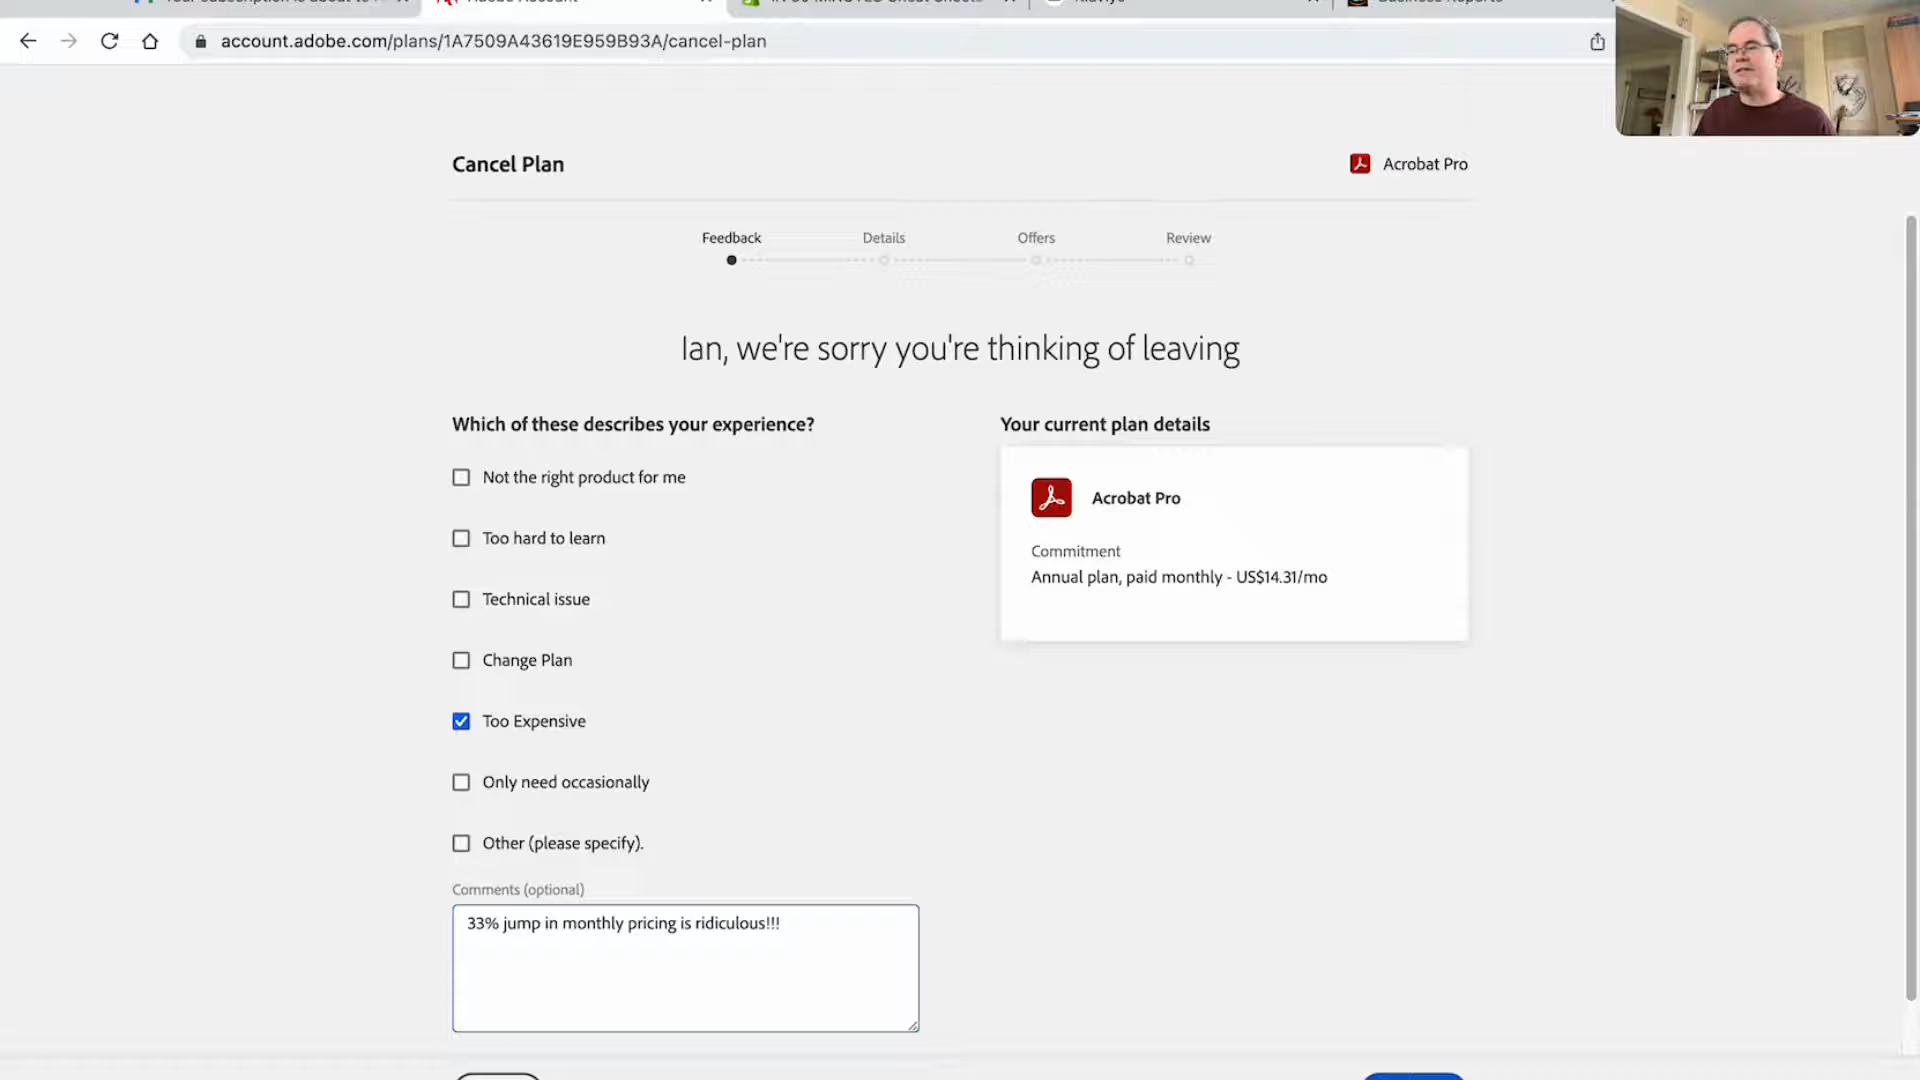 Adobe Account
Business Reports
account.adobe.com/plans/1A7509A43619E959B93A/cancel-plan
Cancel Plan
Acrobat Pro
Feedback
Details
Offers
Review
Ian, we're sorry you're thinking of leaving
Which of these describes your experience?
Not the right product for me
Too hard to learn
Technical issue
Change Plan
Too Expensive
Only need occasionally
Other (please specify).
Comments (optional)
33% jump in monthly pricing is ridiculous!!!
Your current plan details
Acrobat Pro
Commitment
Annual plan, paid monthly - US$14.31/mo